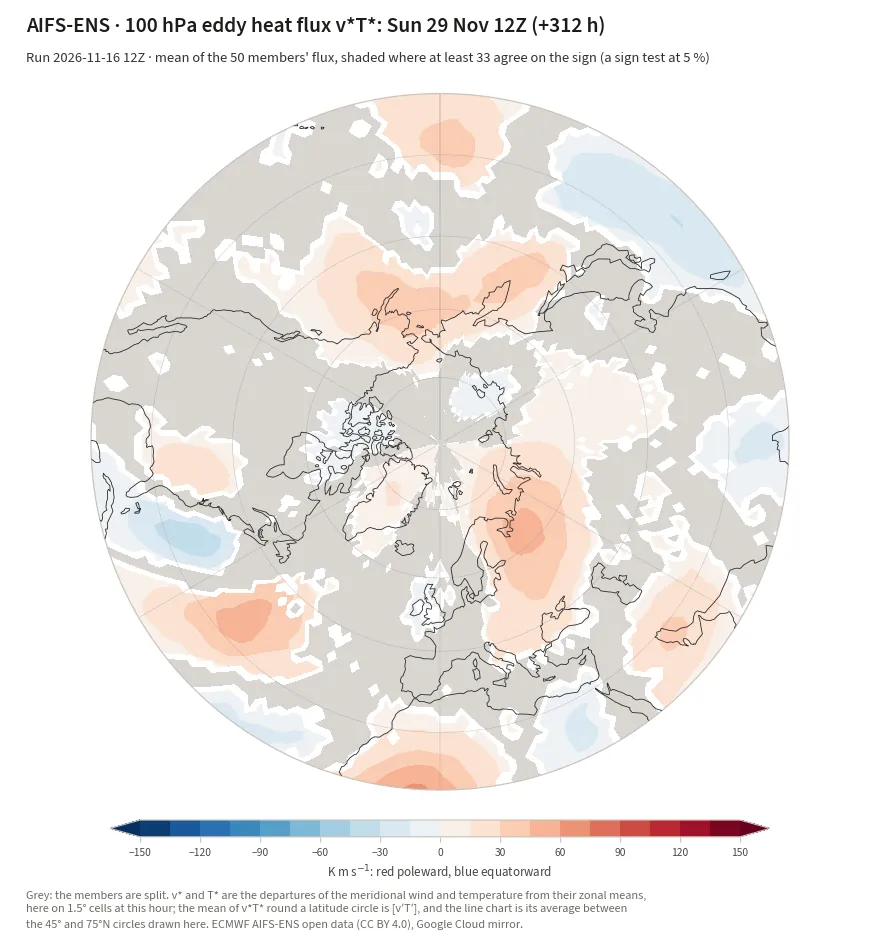 AIFS-ENS · 100 hPa eddy heat flux v*T*: Sun 29 Nov 12Z (+312 h)
Run 2026-11-16 12Z · mean of the 50 members' flux, shaded where at least 33 agree on the sign (a sign test at 5 %)
−150 −120 −90 −60 −30 0 30 60 90 120 150
K m s⁻¹: red poleward, blue equatorward
Grey: the members are split. v* and T* are the departures of the meridional wind and temperature from their zonal means,
here on 1.5° cells at this hour; the mean of v*T* round a latitude circle is [v′T′], and the line chart is its average between
the 45° and 75°N circles drawn here. ECMWF AIFS-ENS open data (CC BY 4.0), Google Cloud mirror.